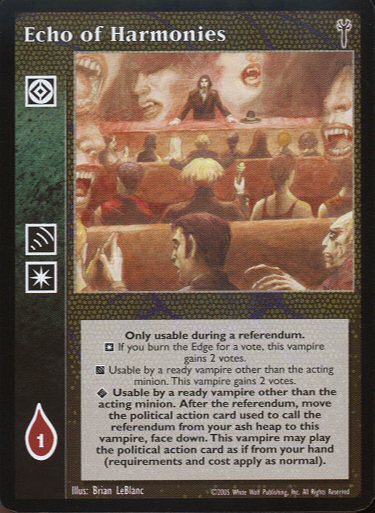 Echo of Harmonies
Only usable during a referendum.
If you burn the Edge for a vote, this vampire
gains 2 votes.
Usable by a ready vampire other than the acting
minion. This vampire gains 2 votes.
Usable by a ready vampire other than the
acting minion. After the referendum, move
the political action card used to call the
referendum from your ash heap to this
vampire, face down. This vampire may play
the political action card as if from your hand
(requirements and cost apply as normal).
1
Illus: Brian LeBlanc
©2005 White Wolf Publishing, Inc. All Rights Reserved